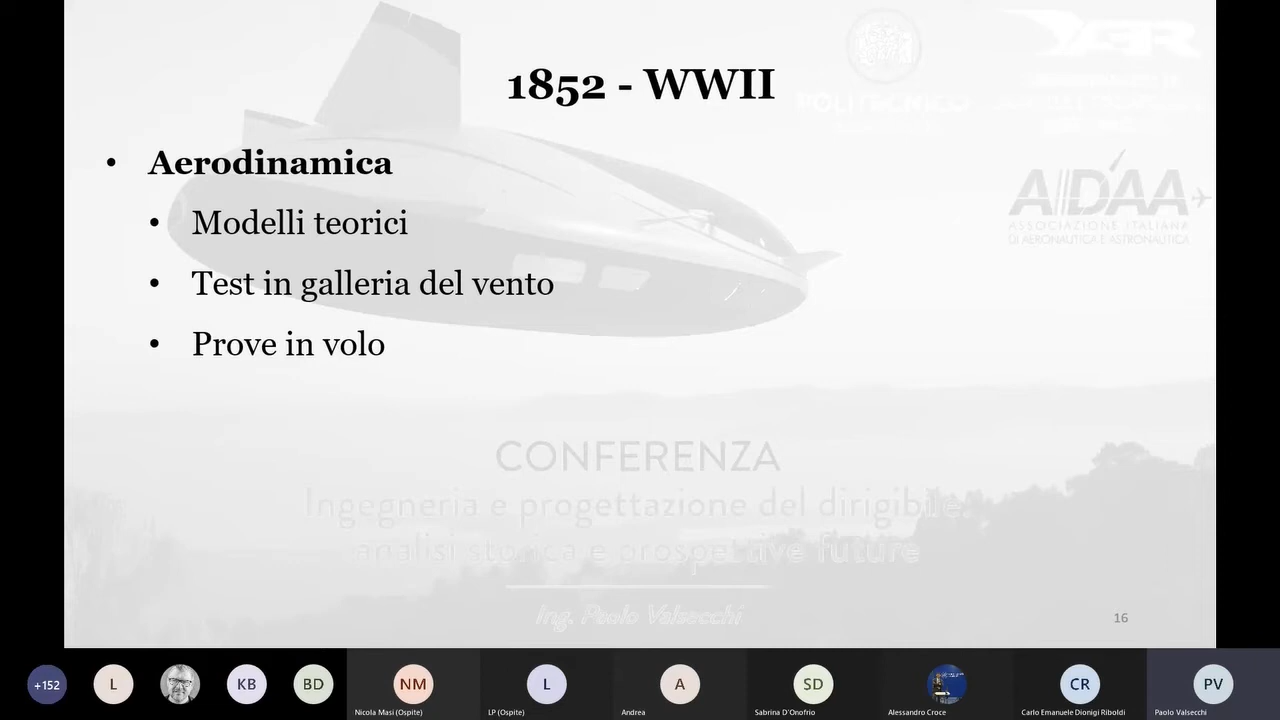 1852 - WWII
• Aerodinamica
• Modelli teorici
• Test in galleria del vento
• Prove in volo
POLITECNICO
AIDAA
ASSOCIAZIONE ITALIANA
DI AERONAUTICA E ASTRONAUTICA
CONFERENZA
Ingegneria e progettazione del dirigibile:
analisi storica e prospettive future
Ing. Paolo Valsecchi
16
+152
L
KB
BD
NM
L
A
SD
CR
PV
Nicola Masi (Ospite)
LP (Ospite)
Andrea
Sabrina D'Onofrio
Alessandro Croce
Carlo Emanuele Dionigi Riboldi
Paolo Valsecchi